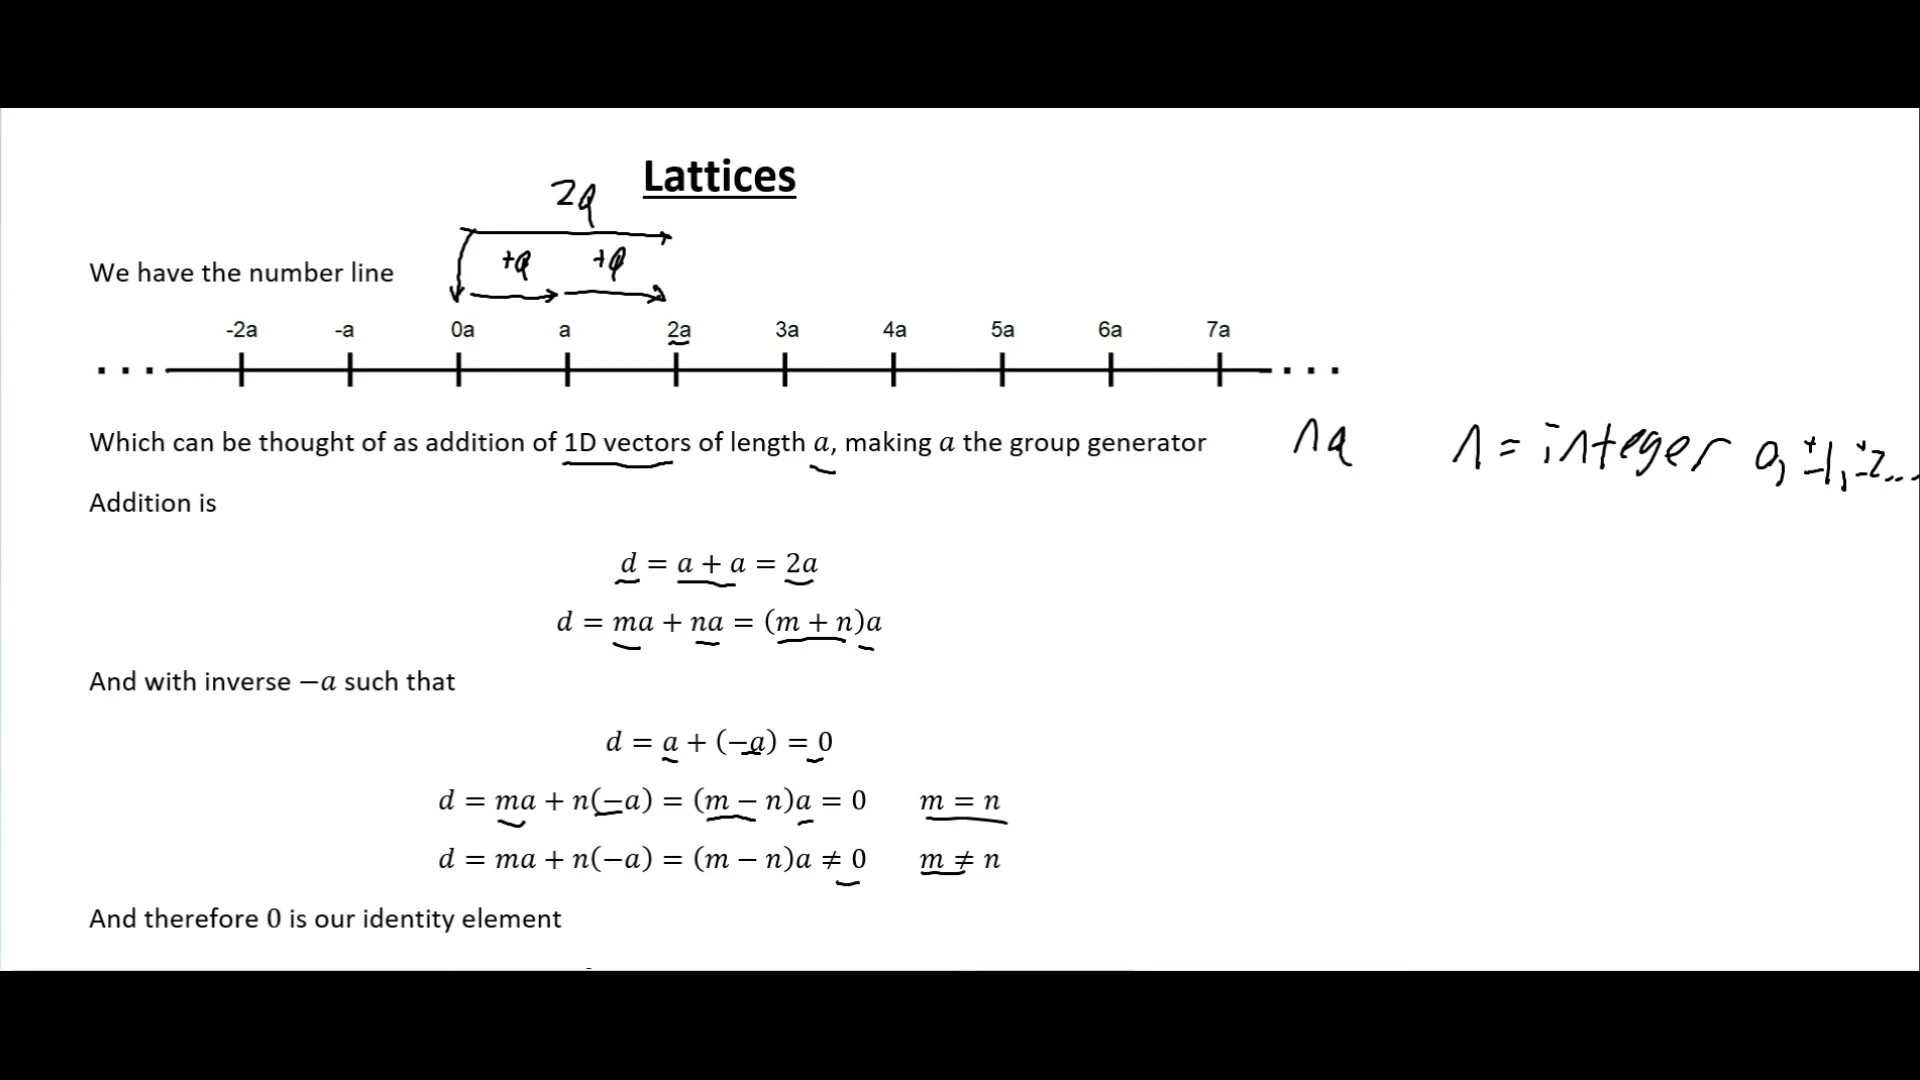 Lattices
2a
We have the number line
+a +a
-2a -a 0a a 2a 3a 4a 5a 6a 7a
Which can be thought of as addition of 1D vectors of length a, making a the group generator
na n = integer 0, ±1, ±2...
Addition is
d = a + a = 2a
d = ma + na = (m + n)a
And with inverse −a such that
d = a + (−a) = 0
d = ma + n(−a) = (m − n)a = 0 m = n
d = ma + n(−a) = (m − n)a ≠ 0 m ≠ n
And therefore 0 is our identity element